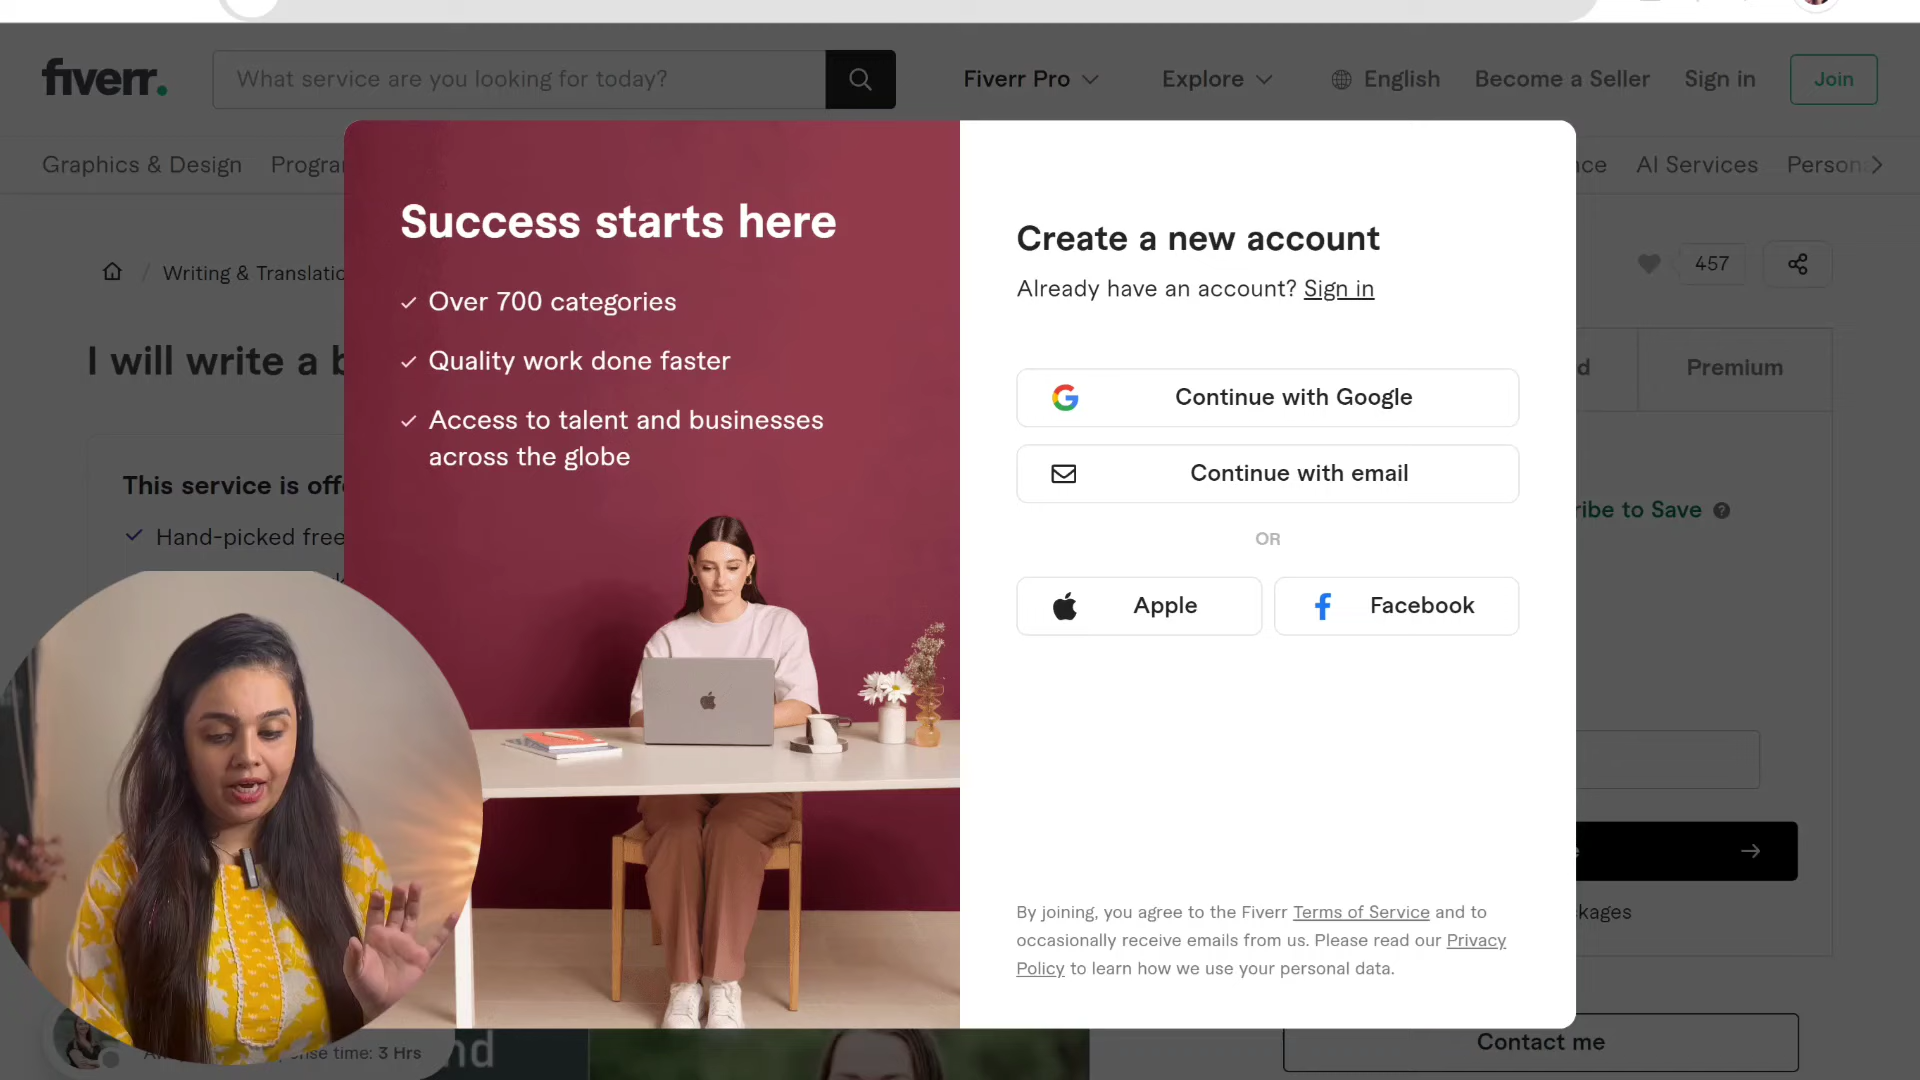 fiverr.
What service are you looking for today?
Fiverr Pro
Explore
English
Become a Seller
Sign in
Join
Graphics & Design
AI Services
Writing &
457
I will write a
Premium
This service is
Hand-picked
Success starts here
Over 700 categories
Quality work done faster
Access to talent and businesses
across the globe
Create a new account
Already have an account? Sign in
Continue with Google
Continue with email
OR
Apple
Facebook
By joining, you agree to the Fiverr Terms of Service and to
occasionally receive emails from us. Please read our Privacy
Policy to learn how we use your personal data.
to Save
time: 3 Hrs
Contact me